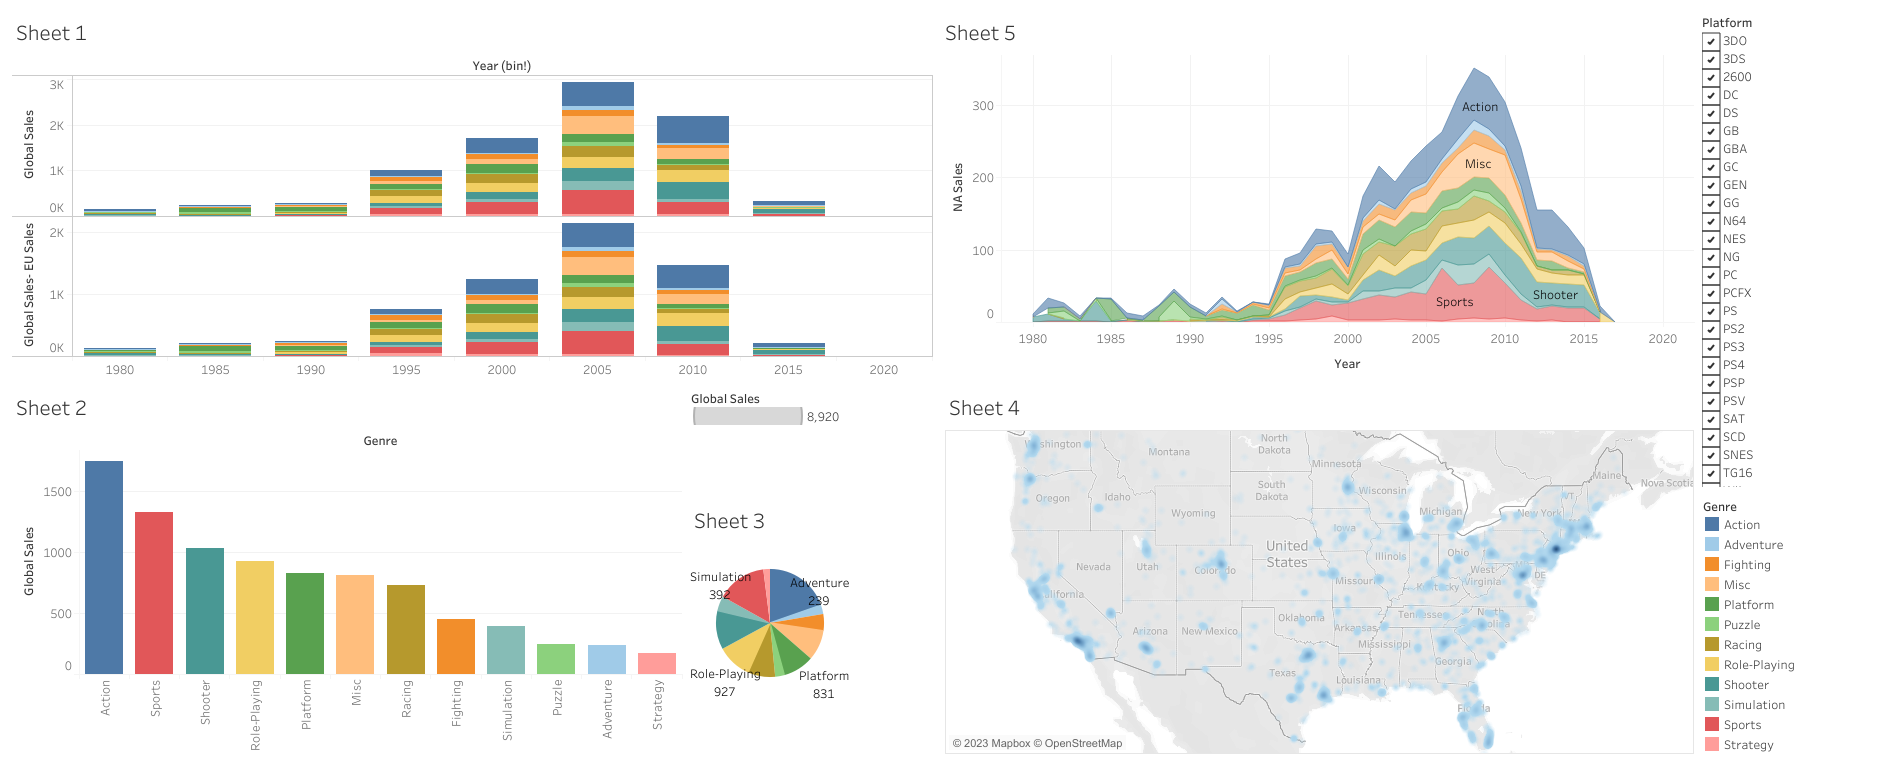 Sheet 1
Year (bin!)
Global Sales
3K
2K
1K
0K
Global Sales- EU Sales
2K
1K
0K
1980 1985 1990 1995 2000 2005 2010 2015 2020
Sheet 2
Genre
Global Sales
1500
1000
500
0
Action Sports Shooter Role-Playing Platform Misc Racing Fighting Simulation Puzzle Adventure Strategy
Global Sales
8,920
Sheet 3
Simulation
392
Adventure
239
Role-Playing
927
Platform
831
Sheet 5
NA Sales
300
200
100
0
Action
Misc
Sports
Shooter
1980 1985 1990 1995 2000 2005 2010 2015 2020
Year
Sheet 4
Washington
Montana
North
Dakota
Minnesota
Maine
Nova Scotia
Oregon
Idaho
South
Dakota
Wisconsin
VT
Wyoming
Michigan
New York
Iowa
Nevada
Utah
Colorado
United
States
Illinois
Ohio
West
Virginia
DE
Missouri
Kentucky
Oklahoma
Tennessee
North
Arizona
New Mexico
Arkansas
Mississippi
Georgia
Texas
Louisiana
Florida
© 2023 Mapbox © OpenStreetMap
Platform
3DO
3DS
2600
DC
DS
GB
GBA
GC
GEN
GG
N64
NES
NG
PC
PCFX
PS
PS2
PS3
PS4
PSP
PSV
SAT
SCD
SNES
TG16
Genre
Action
Adventure
Fighting
Misc
Platform
Puzzle
Racing
Role-Playing
Shooter
Simulation
Sports
Strategy